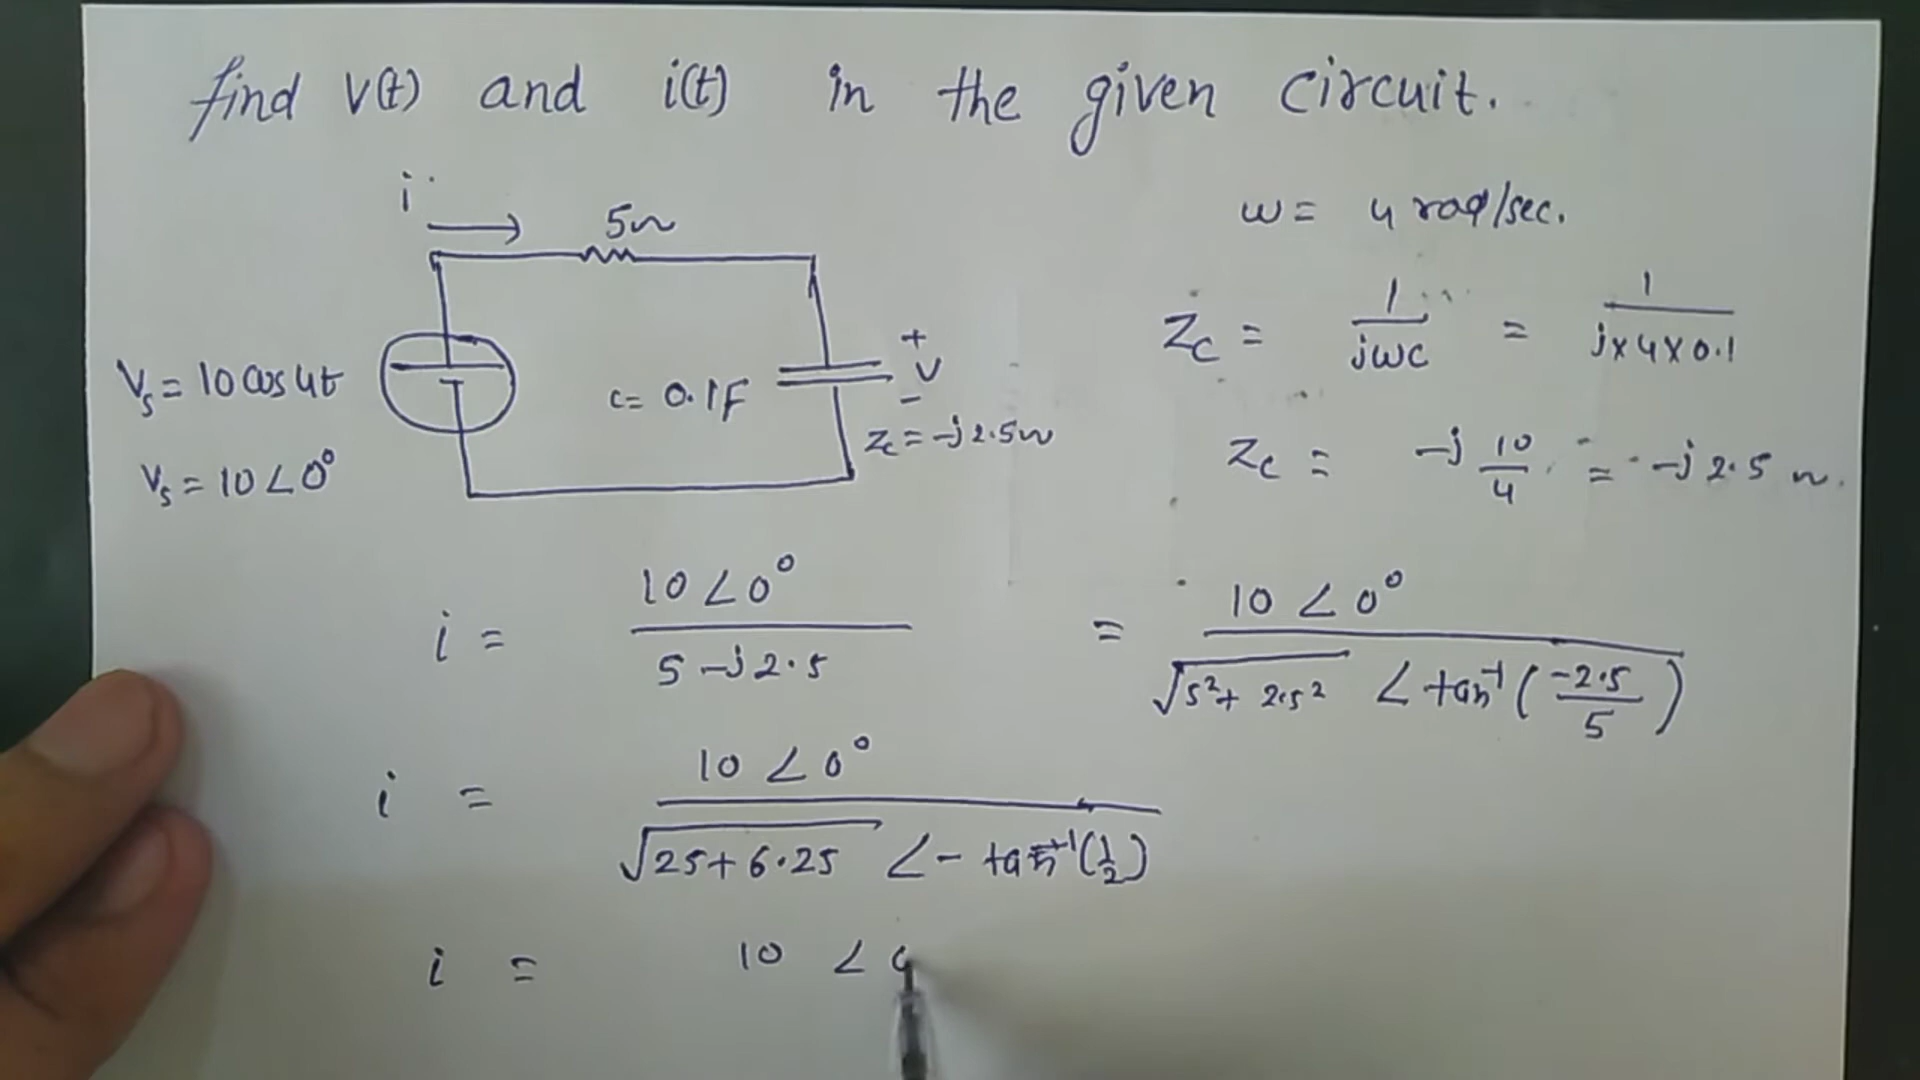 find v(t) and i(t) in the given circuit.
i
5Ω
Vs = 10 cos 4t
Vs = 10 ∠0°
c = 0.1F
+
V
-
Zc = -j2.5Ω
ω = 4 rad/sec.
Zc = 1/jωc = 1/j×4×0.1
Zc = -j 10/4 = -j 2.5 Ω.
i = 10 ∠0° / 5 -j2.5 = 10 ∠0° / √5²+ 2.5² ∠ tan⁻¹ (-2.5/5)
i = 10 ∠0° / √25+6.25 ∠- tan⁻¹(1/2)
i = 10 ∠